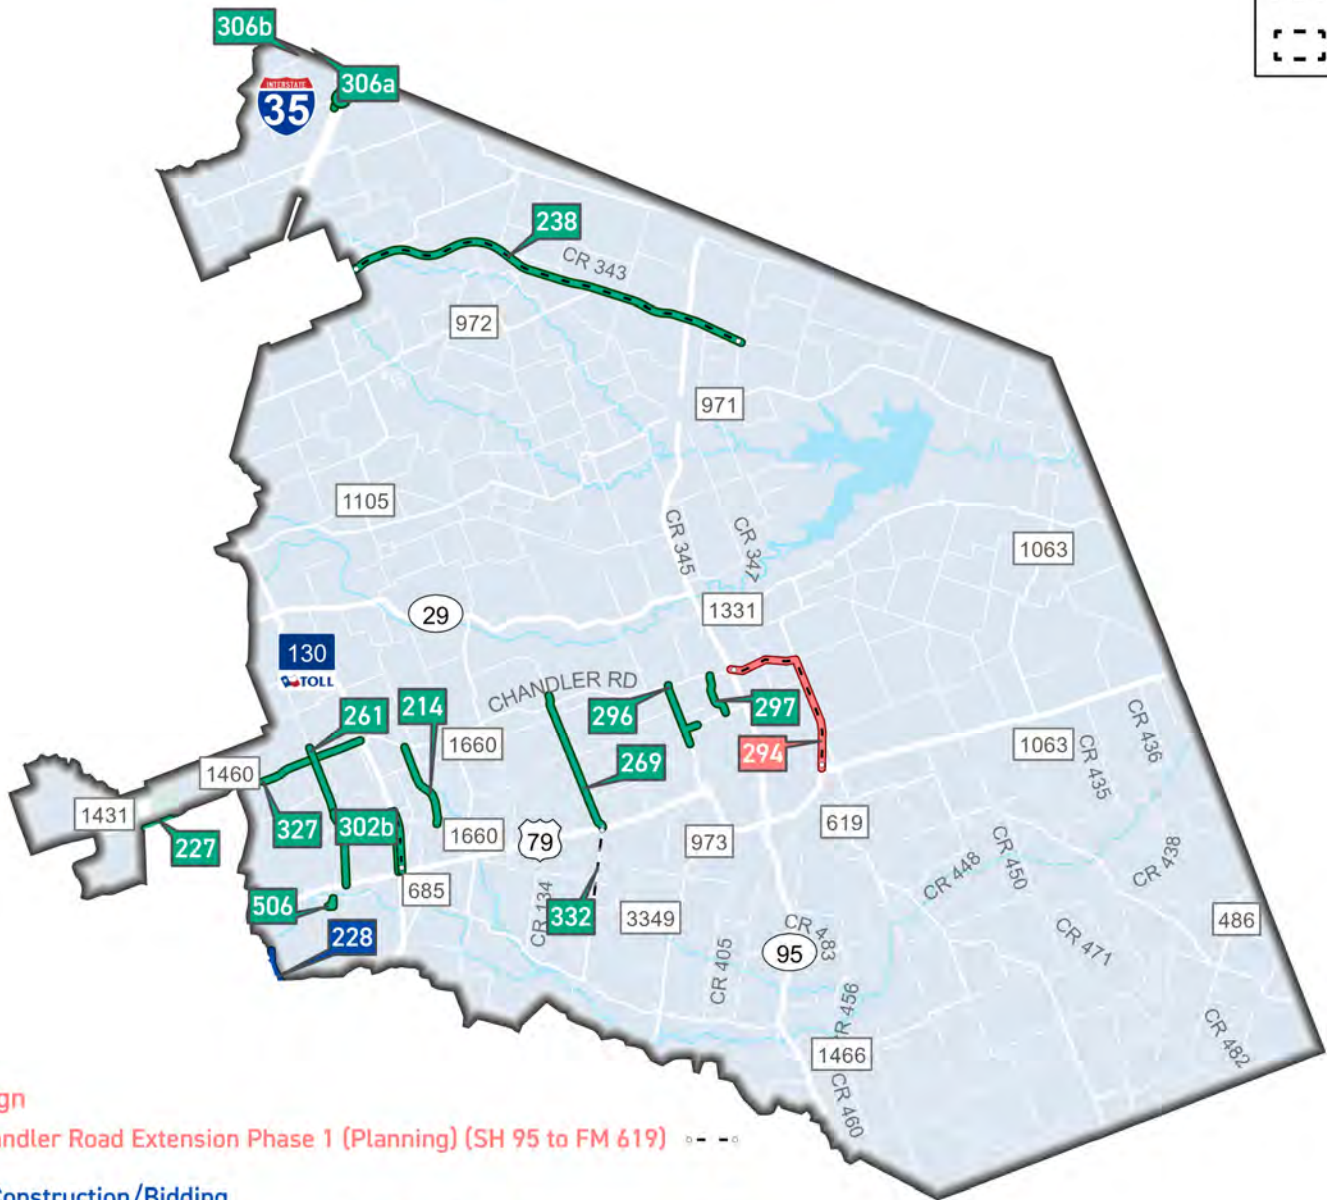 306b
306a
INTERSTATE
35
238
CR 343
972
971
1105
CR 345
CR 347
1063
29
1331
130
TOLL
CHANDLER RD
261
214
296
297
1660
269
294
1063
CR 436
CR 435
1460
1431
327
302b
1660
79
973
619
227
685
CR 448
CR 450
CR 438
506
CR 134
332
3349
CR 483
CR 471
486
228
CR 405
95
CR 482
1466
CR 460
andler Road Extension Phase 1 (Planning) (SH 95 to FM 619)
Construction/Bidding